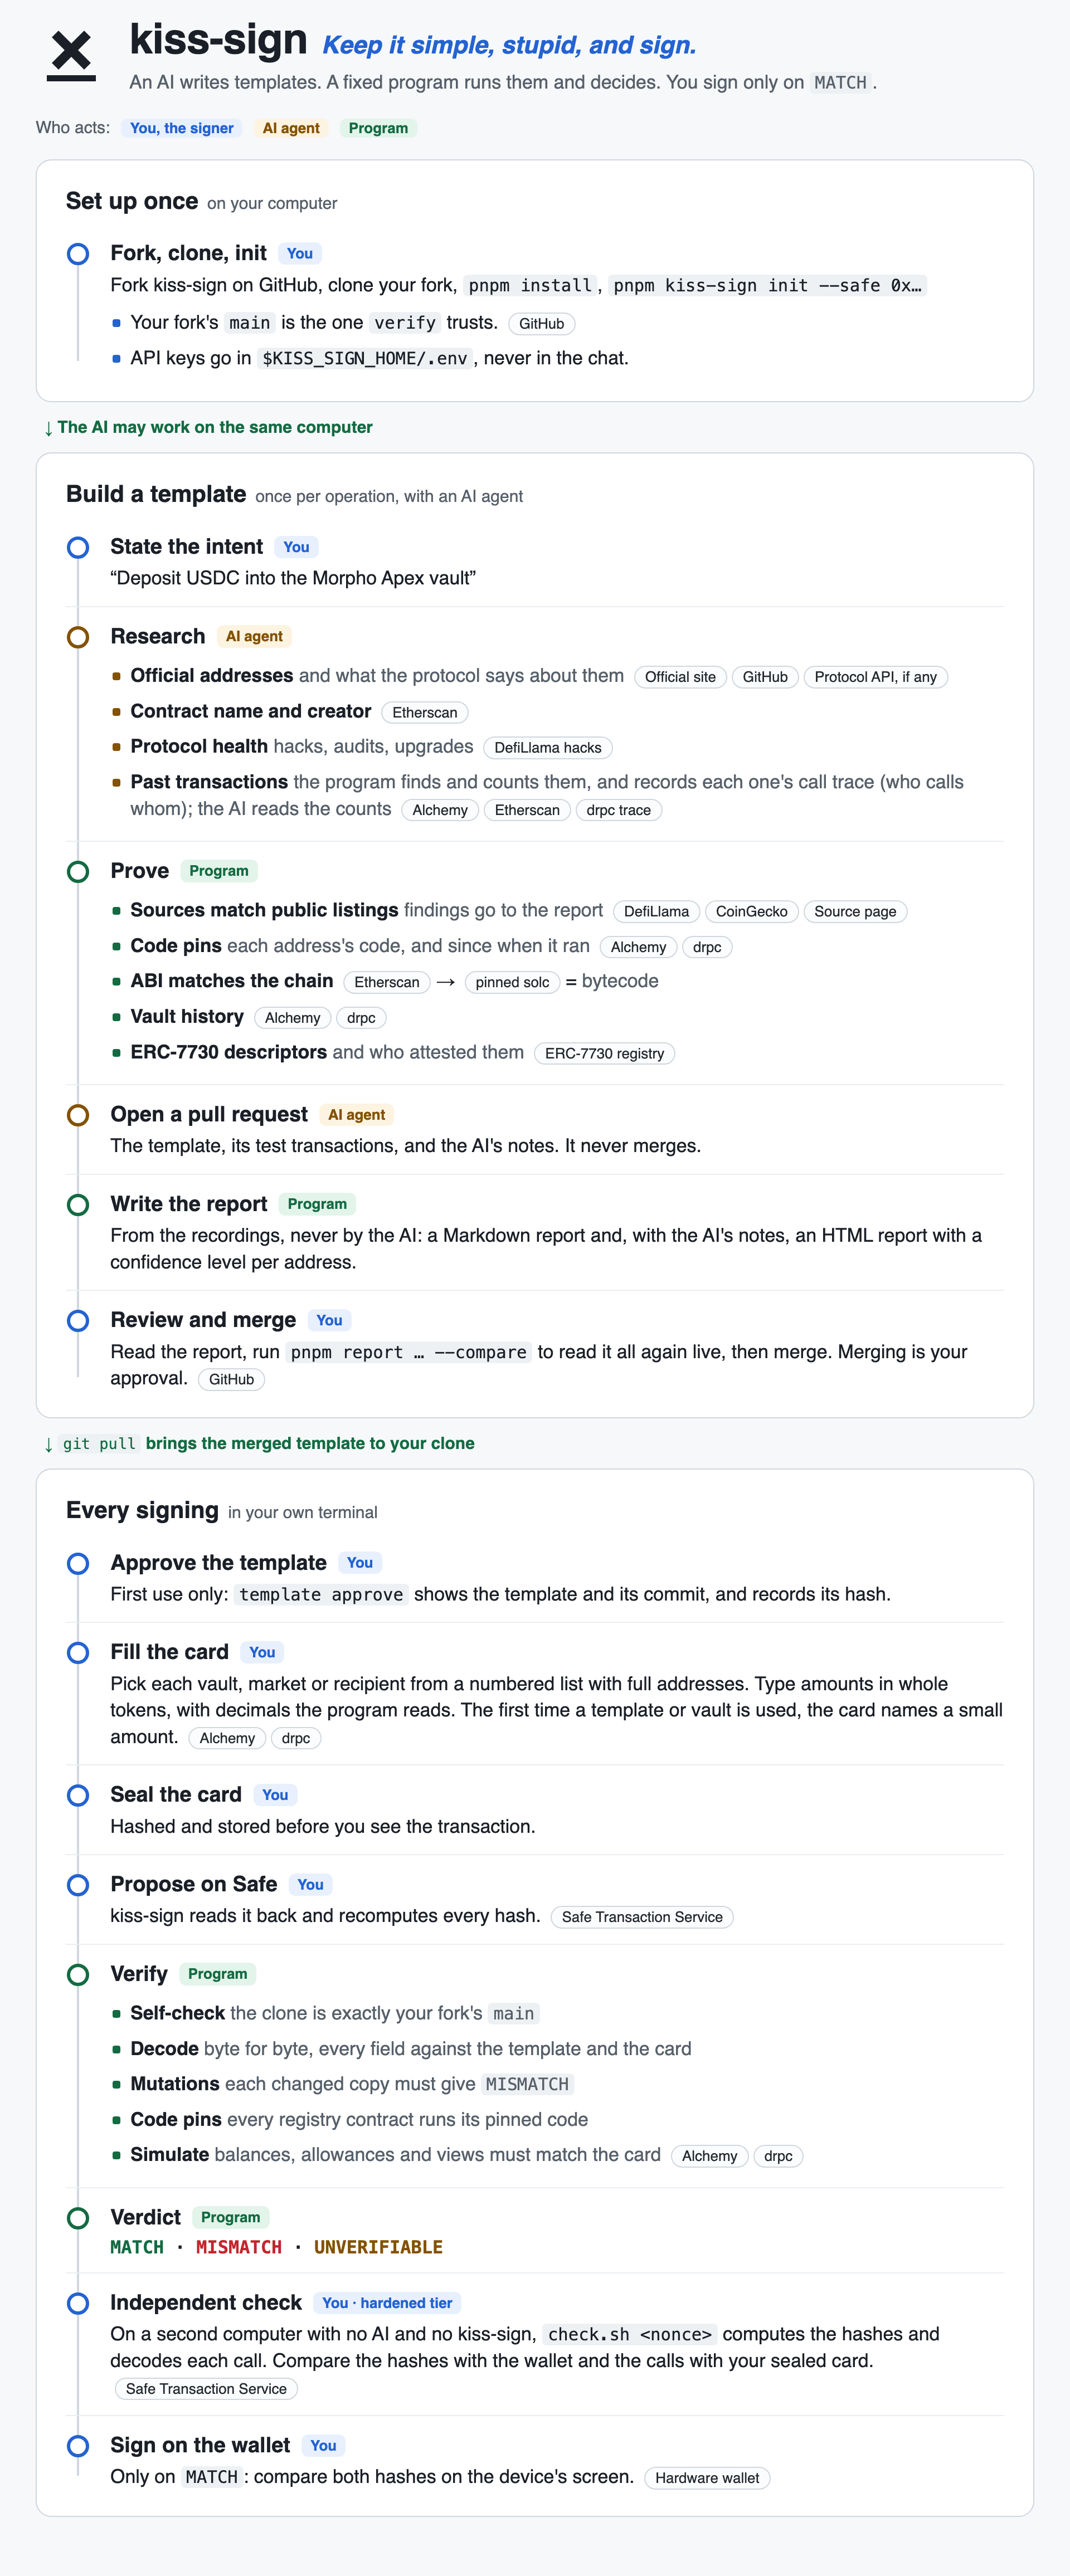 kiss-sign Keep it simple, stupid, and sign.
An AI writes templates. A fixed program runs them and decides. You sign only on MATCH.
Who acts: You, the signer AI agent Program
Set up once on your computer
Fork, clone, init You
Fork kiss-sign on GitHub, clone your fork, pnpm install, pnpm kiss-sign init --safe 0x…
Your fork's main is the one verify trusts. GitHub
API keys go in $KISS_SIGN_HOME/.env, never in the chat.
↓ The AI may work on the same computer
Build a template once per operation, with an AI agent
State the intent You
“Deposit USDC into the Morpho Apex vault”
Research AI agent
Official addresses and what the protocol says about them Official site GitHub Protocol API, if any
Contract name and creator Etherscan
Protocol health hacks, audits, upgrades DefiLlama hacks
Past transactions the program finds and counts them, and records each one's call trace (who calls
whom); the AI reads the counts Alchemy Etherscan drpc trace
Prove Program
Sources match public listings findings go to the report DefiLlama CoinGecko Source page
Code pins each address's code, and since when it ran Alchemy drpc
ABI matches the chain Etherscan → pinned solc = bytecode
Vault history Alchemy drpc
ERC-7730 descriptors and who attested them ERC-7730 registry
Open a pull request AI agent
The template, its test transactions, and the AI's notes. It never merges.
Write the report Program
From the recordings, never by the AI: a Markdown report and, with the AI's notes, an HTML report with a
confidence level per address.
Review and merge You
Read the report, run pnpm report … --compare to read it all again live, then merge. Merging is your
approval. GitHub
↓ git pull brings the merged template to your clone
Every signing in your own terminal
Approve the template You
First use only: template approve shows the template and its commit, and records its hash.
Fill the card You
Pick each vault, market or recipient from a numbered list with full addresses. Type amounts in whole
tokens, with decimals the program reads. The first time a template or vault is used, the card names a small
amount. Alchemy drpc
Seal the card You
Hashed and stored before you see the transaction.
Propose on Safe You
kiss-sign reads it back and recomputes every hash. Safe Transaction Service
Verify Program
Self-check the clone is exactly your fork's main
Decode byte for byte, every field against the template and the card
Mutations each changed copy must give MISMATCH
Code pins every registry contract runs its pinned code
Simulate balances, allowances and views must match the card Alchemy drpc
Verdict Program
MATCH · MISMATCH · UNVERIFIABLE
Independent check You · hardened tier
On a second computer with no AI and no kiss-sign, check.sh <nonce> computes the hashes and
decodes each call. Compare the hashes with the wallet and the calls with your sealed card.
Safe Transaction Service
Sign on the wallet You
Only on MATCH: compare both hashes on the device's screen. Hardware wallet